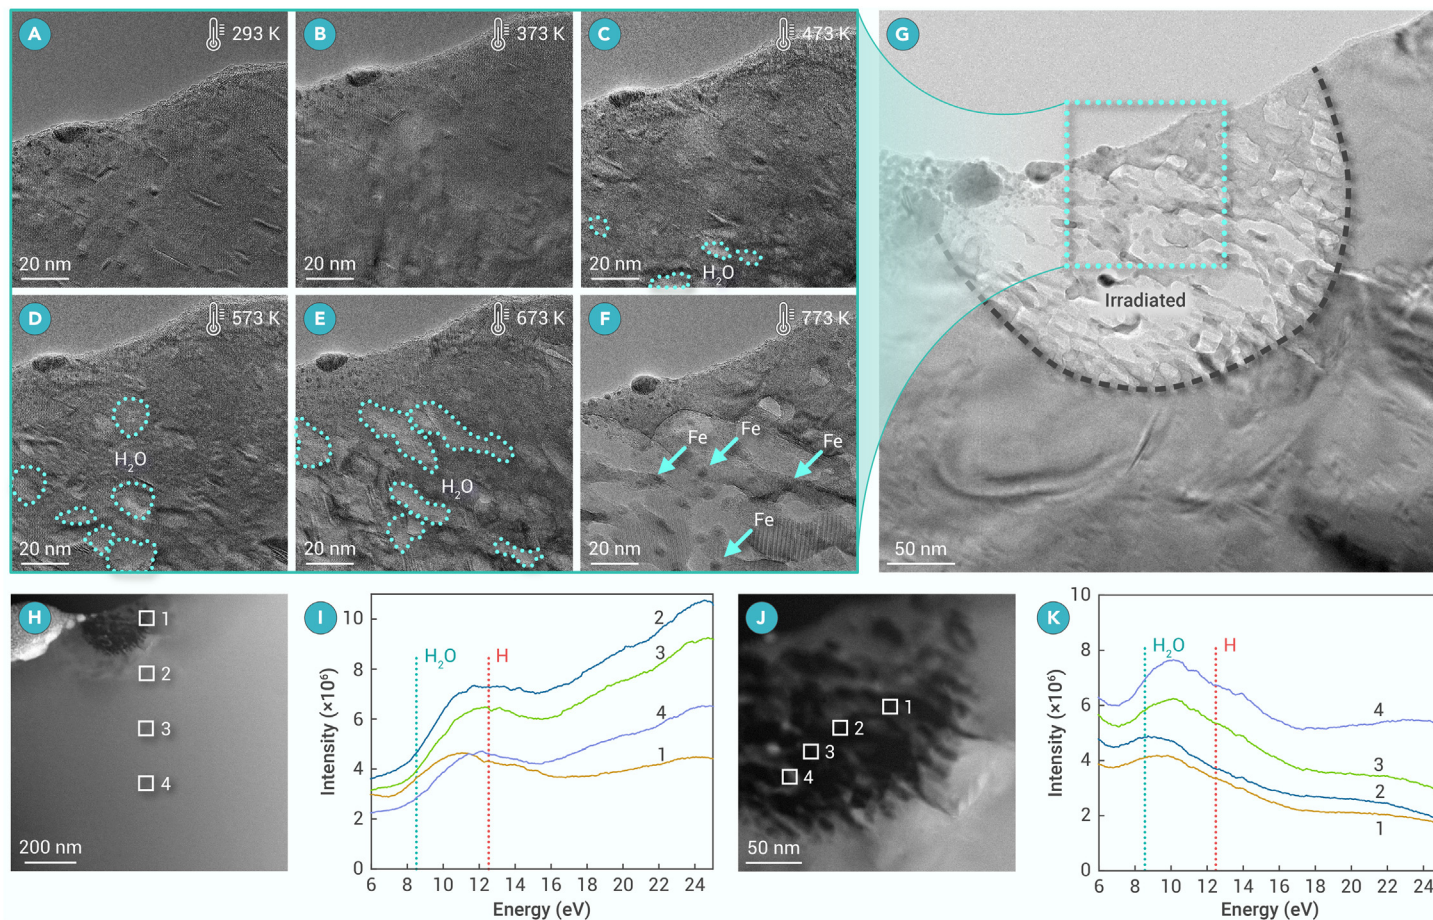 A
293 K
20 nm
B
373 K
20 nm
C
473 K
H₂O
20 nm
D
573 K
H₂O
20 nm
E
673 K
H₂O
20 nm
F
773 K
Fe
Fe
Fe
Fe
20 nm
G
Irradiated
50 nm
H
1
2
3
4
200 nm
I
Intensity (×10⁶)
10
8
6
4
2
0
H₂O
H
2
3
4
1
6 8 10 12 14 16 18 20 22 24
Energy (eV)
J
1
2
3
4
50 nm
K
Intensity (×10⁶)
10
8
6
4
2
0
H₂O
H
4
3
2
1
6 8 10 12 14 16 18 20 22 24
Energy (eV)